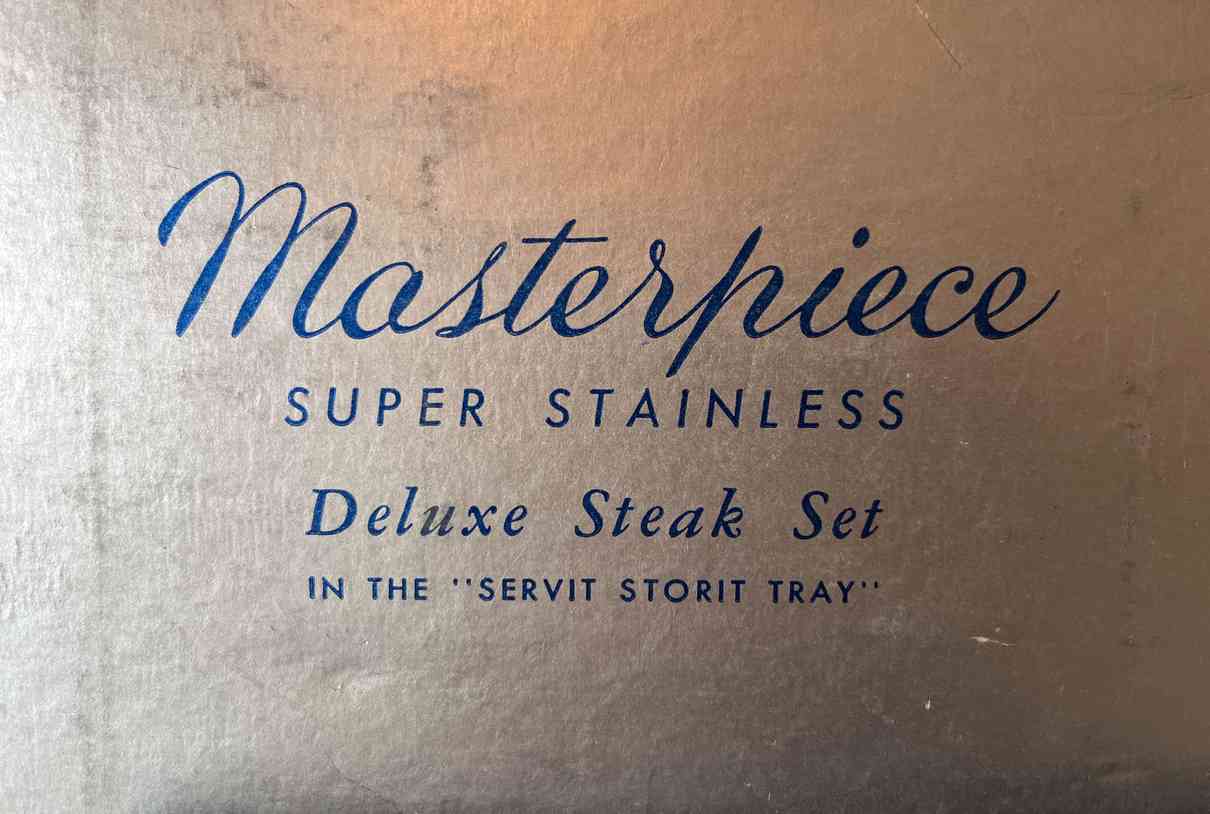 Masterpiece
SUPER STAINLESS
Deluxe Steak Set
IN THE "SERVIT STORIT TRAY"